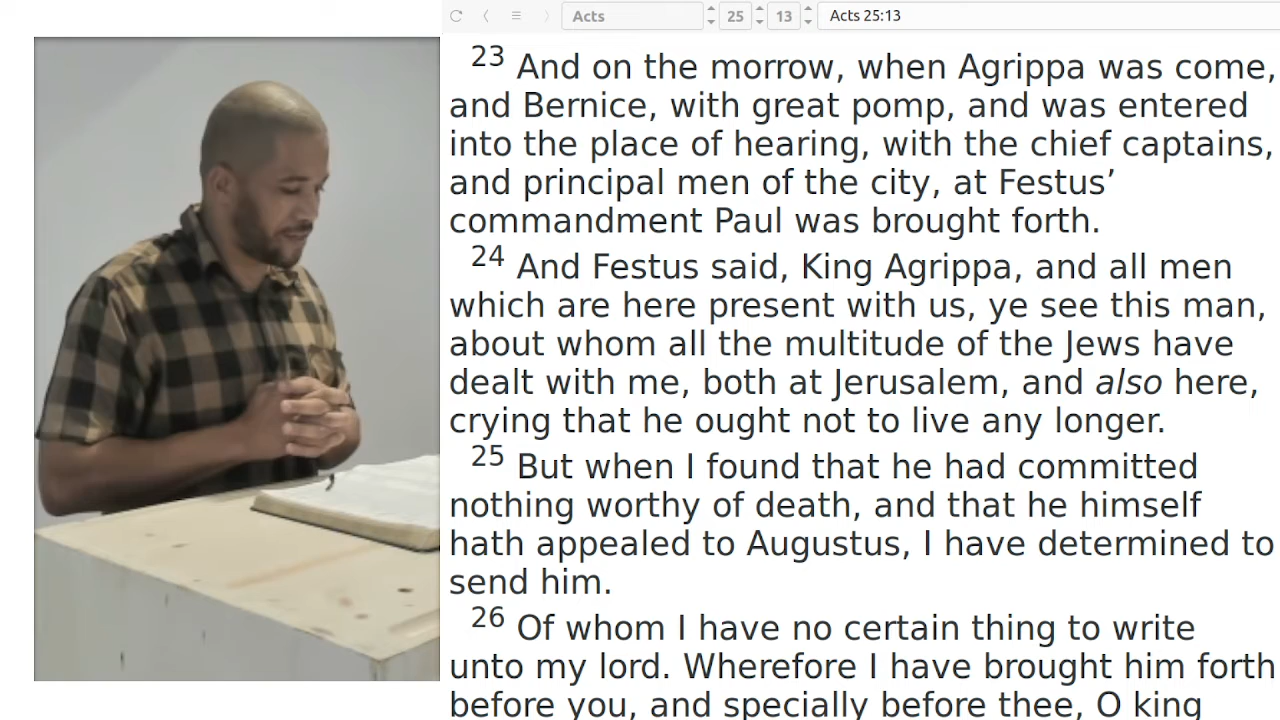 Acts 25 13 Acts 25:13
23 And on the morrow, when Agrippa was come,
and Bernice, with great pomp, and was entered
into the place of hearing, with the chief captains,
and principal men of the city, at Festus’
commandment Paul was brought forth.
24 And Festus said, King Agrippa, and all men
which are here present with us, ye see this man,
about whom all the multitude of the Jews have
dealt with me, both at Jerusalem, and also here,
crying that he ought not to live any longer.
25 But when I found that he had committed
nothing worthy of death, and that he himself
hath appealed to Augustus, I have determined to
send him.
26 Of whom I have no certain thing to write
unto my lord. Wherefore I have brought him forth
before you, and specially before thee, O king